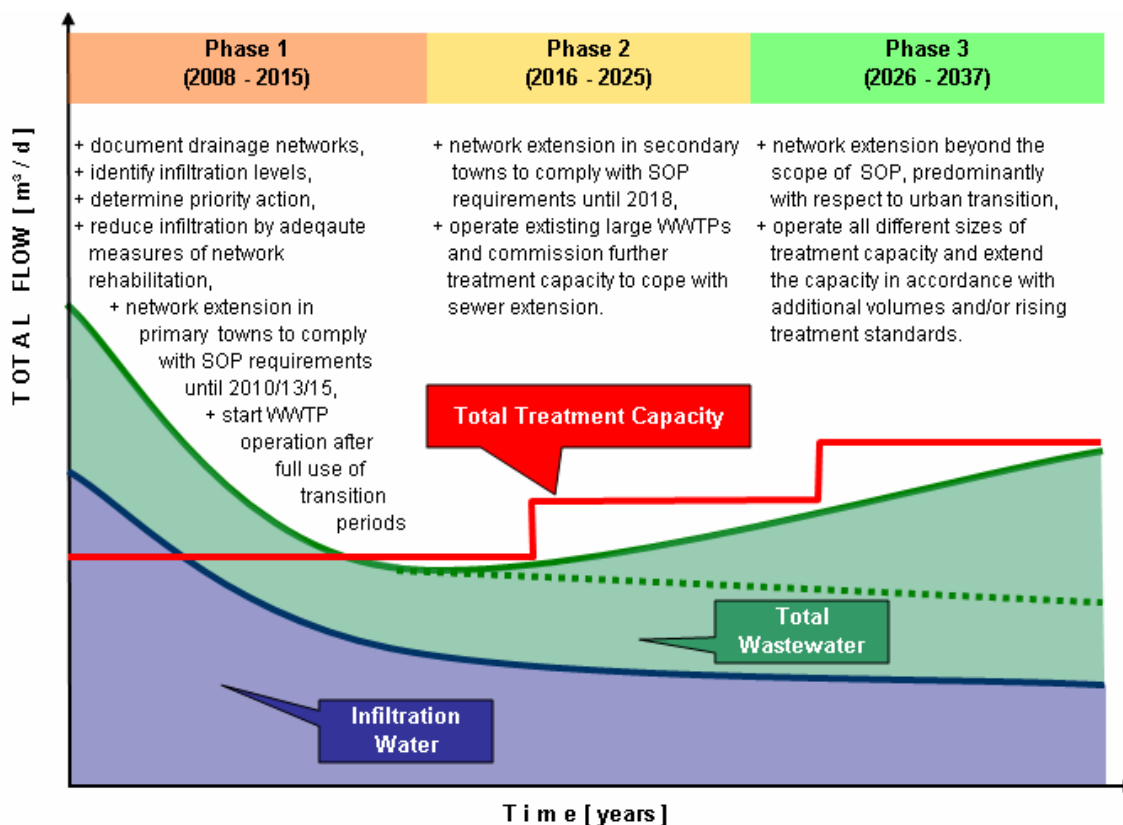 Phase 1
(2008 - 2015)
Phase 2
(2016 - 2025)
Phase 3
(2026 - 2037)
TOTAL FLOW [m³ / d]
+ document drainage networks,
+ identify infiltration levels,
+ determine priority action,
+ reduce infiltration by adeqaute
measures of network
rehabilitation,
+ network extension in
primary towns to comply
with SOP requirements
until 2010/13/15,
+ start WWTP
operation after
full use of
transition
periods
+ network extension in secondary
towns to comply with SOP
requirements until 2018,
+ operate extisting large WWTPs
and commission further
treatment capacity to cope with
sewer extension.
+ network extension beyond the
scope of SOP, predominantly
with respect to urban transition,
+ operate all different sizes of
treatment capacity and extend
the capacity in accordance with
additional volumes and/or rising
treatment standards.
Total Treatment Capacity
Total
Wastewater
Infiltration
Water
Time [years]